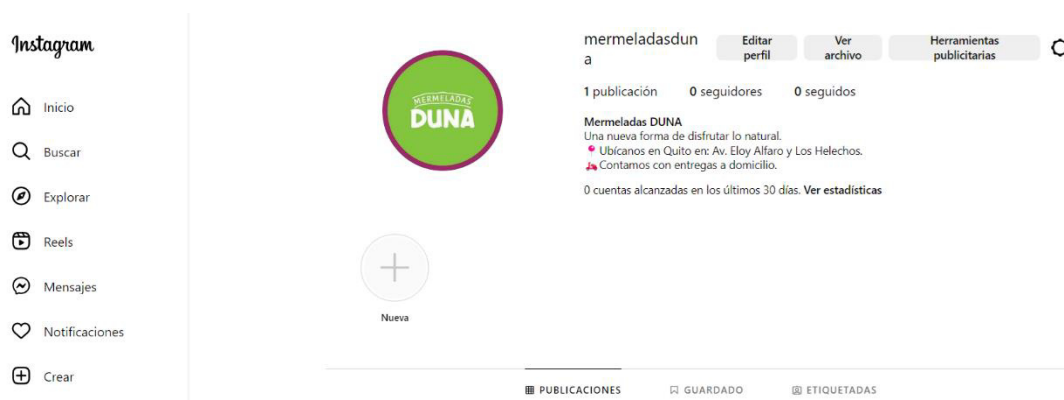 Instagram
Inicio
Buscar
Explorar
Reels
Mensajes
Notificaciones
Crear
MERMELADAS
DUNA
mermeladasdun
a
Editar
perfil
Ver
archivo
Herramientas
publicitarias
1 publicación 0 seguidores 0 seguidos
Mermeladas DUNA
Una nueva forma de disfrutar lo natural.
Ubícanos en Quito en: Av. Eloy Alfaro y Los Helechos.
Contamos con entregas a domicilio.
0 cuentas alcanzadas en los últimos 30 días. Ver estadísticas
Nueva
PUBLICACIONES GUARDADO ETIQUETADAS